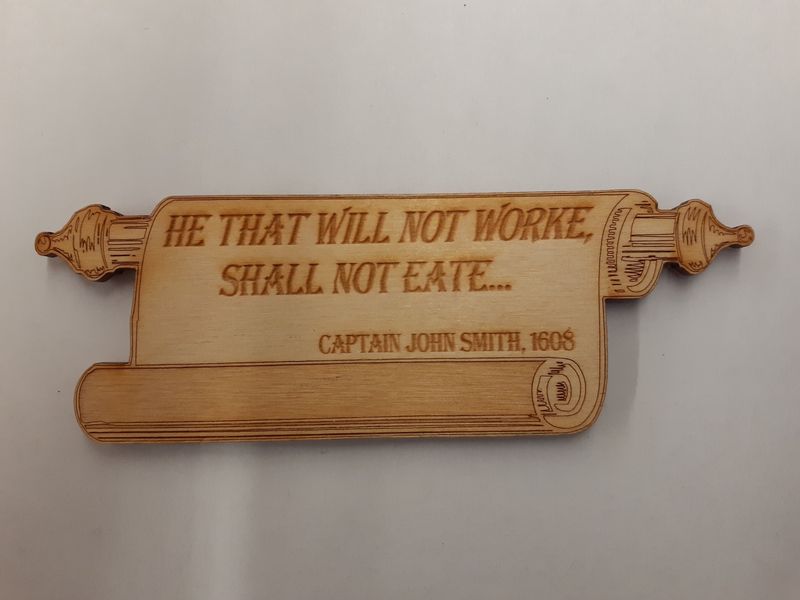 HE THAT WILL NOT WORKE,
SHALL NOT EATE...
CAPTAIN JOHN SMITH, 1608